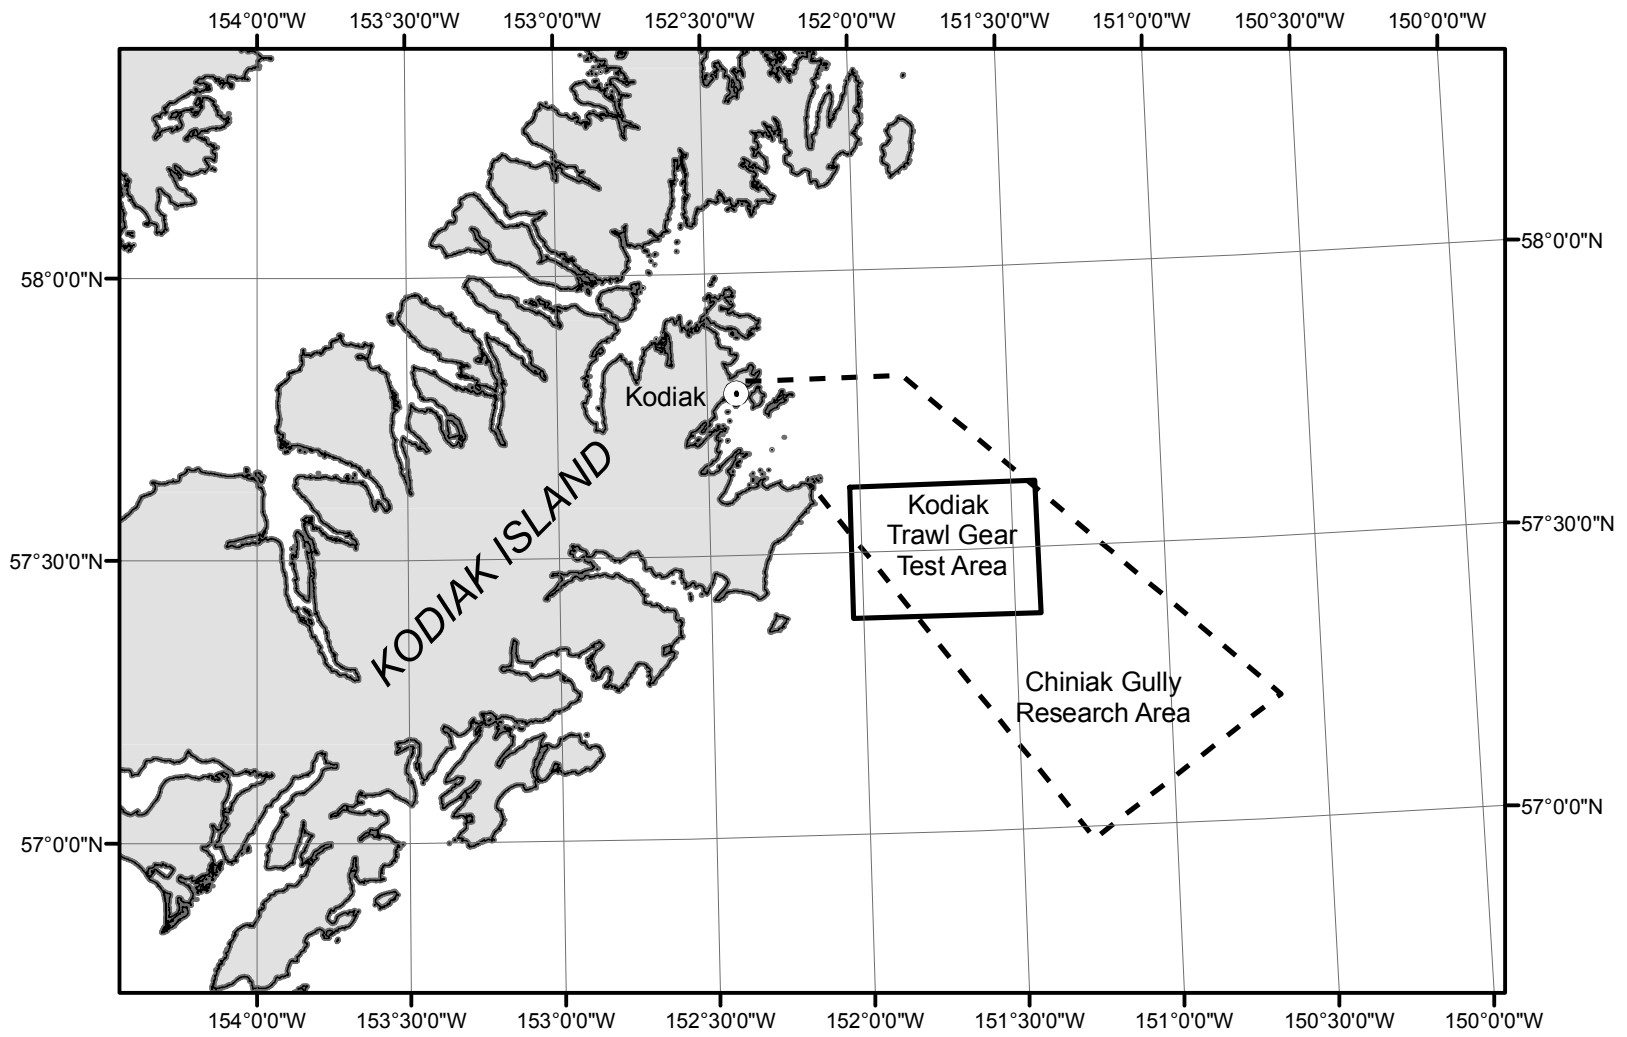 154°0'0"W 153°30'0"W 153°0'0"W 152°30'0"W 152°0'0"W 151°30'0"W 151°0'0"W 150°30'0"W 150°0'0"W
58°0'0"N
58°0'0"N
Kodiak
KODIAK ISLAND
Kodiak
Trawl Gear
Test Area
57°30'0"N
57°30'0"N
Chiniak Gully
Research Area
57°0'0"N
57°0'0"N
154°0'0"W 153°30'0"W 153°0'0"W 152°30'0"W 152°0'0"W 151°30'0"W 151°0'0"W 150°30'0"W 150°0'0"W